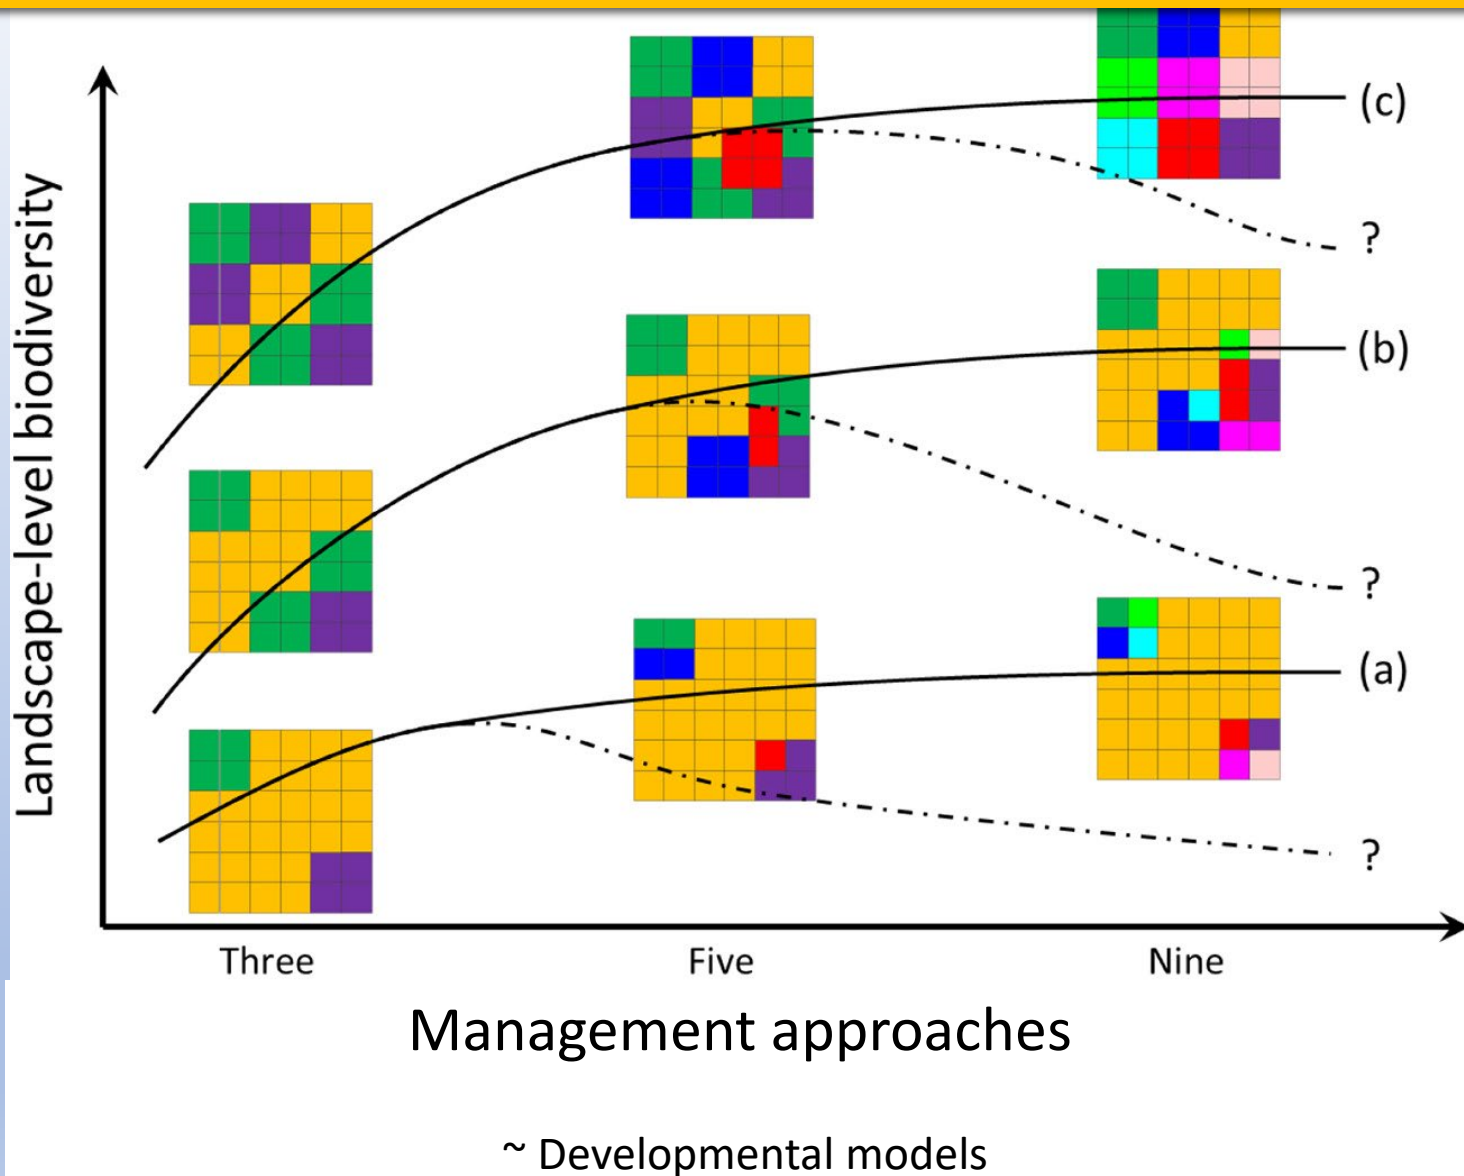 Landscape-level biodiversity
(c)
?
(b)
?
(a)
?
Three Five Nine
Management approaches
~ Developmental models